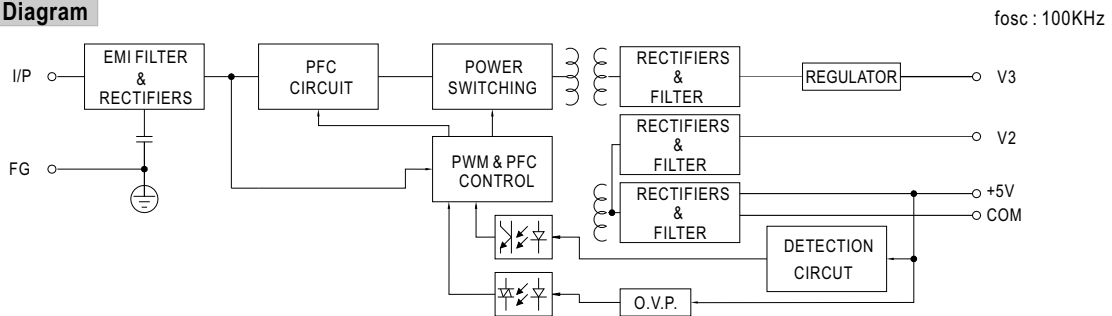 Diagram
fosc : 100KHz
I/P
EMI FILTER
&
RECTIFIERS
PFC
CIRCUIT
POWER
SWITCHING
RECTIFIERS
&
FILTER
REGULATOR
V3
RECTIFIERS
&
FILTER
V2
FG
PWM & PFC
CONTROL
RECTIFIERS
&
FILTER
+5V
COM
DETECTION
CIRCUT
O.V.P.